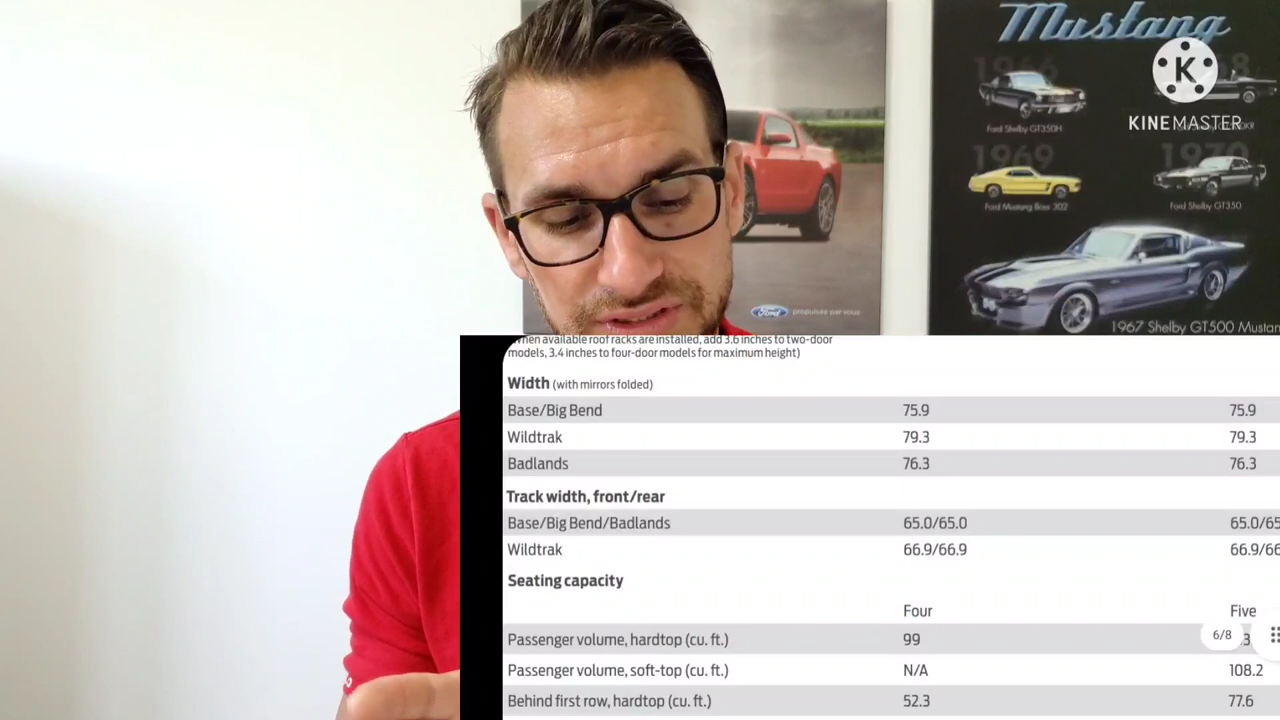 Mustang
1966
Ford Shelby GT350H
K
KINEMASTER
1969
1970
Ford Mustang Boss 302
Ford Shelby GT350
1967 Shelby GT500 Mustan
Ford propulsée par vous
when available roof racks are installed, add 3.6 inches to two-door
models, 3.4 inches to four-door models for maximum height)
Width (with mirrors folded)
Base/Big Bend 75.9 75.9
Wildtrak 79.3 79.3
Badlands 76.3 76.3
Track width, front/rear
Base/Big Bend/Badlands 65.0/65.0 65.0/65
Wildtrak 66.9/66.9 66.9/66
Seating capacity
Four Five
Passenger volume, hardtop (cu. ft.) 99
6/8
Passenger volume, soft-top (cu. ft.) N/A 108.2
Behind first row, hardtop (cu. ft.) 52.3 77.6